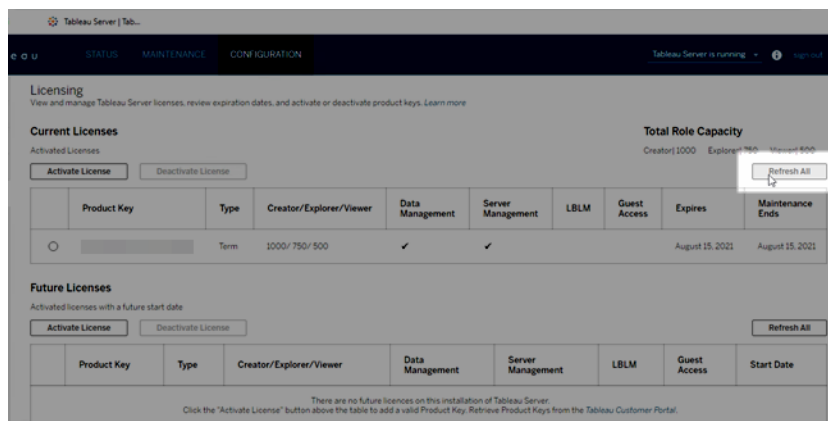 Tableau Server | Tab...
e a u STATUS MAINTENANCE CONFIGURATION Tableau Server is running sign out
Licensing
View and manage Tableau Server licenses, review expiration dates, and activate or deactivate product keys. Learn more
Current Licenses Total Role Capacity
Activated Licenses Creator| 1000 Explorer| 750 Viewer| 500
Activate License Deactivate License Refresh All
Product Key Type Creator/Explorer/Viewer Data Management Server Management LBLM Guest Access Expires Maintenance Ends
Term 1000/ 750/ 500 ✔ ✔ August 15, 2021 August 15, 2021
Future Licenses
Activated licenses with a future start date
Activate License Deactivate License Refresh All
Product Key Type Creator/Explorer/Viewer Data Management Server Management LBLM Guest Access Start Date
There are no future licences on this installation of Tableau Server.
Click the "Activate License" button above the table to add a valid Product Key. Retrieve Product Keys from the Tableau Customer Portal.